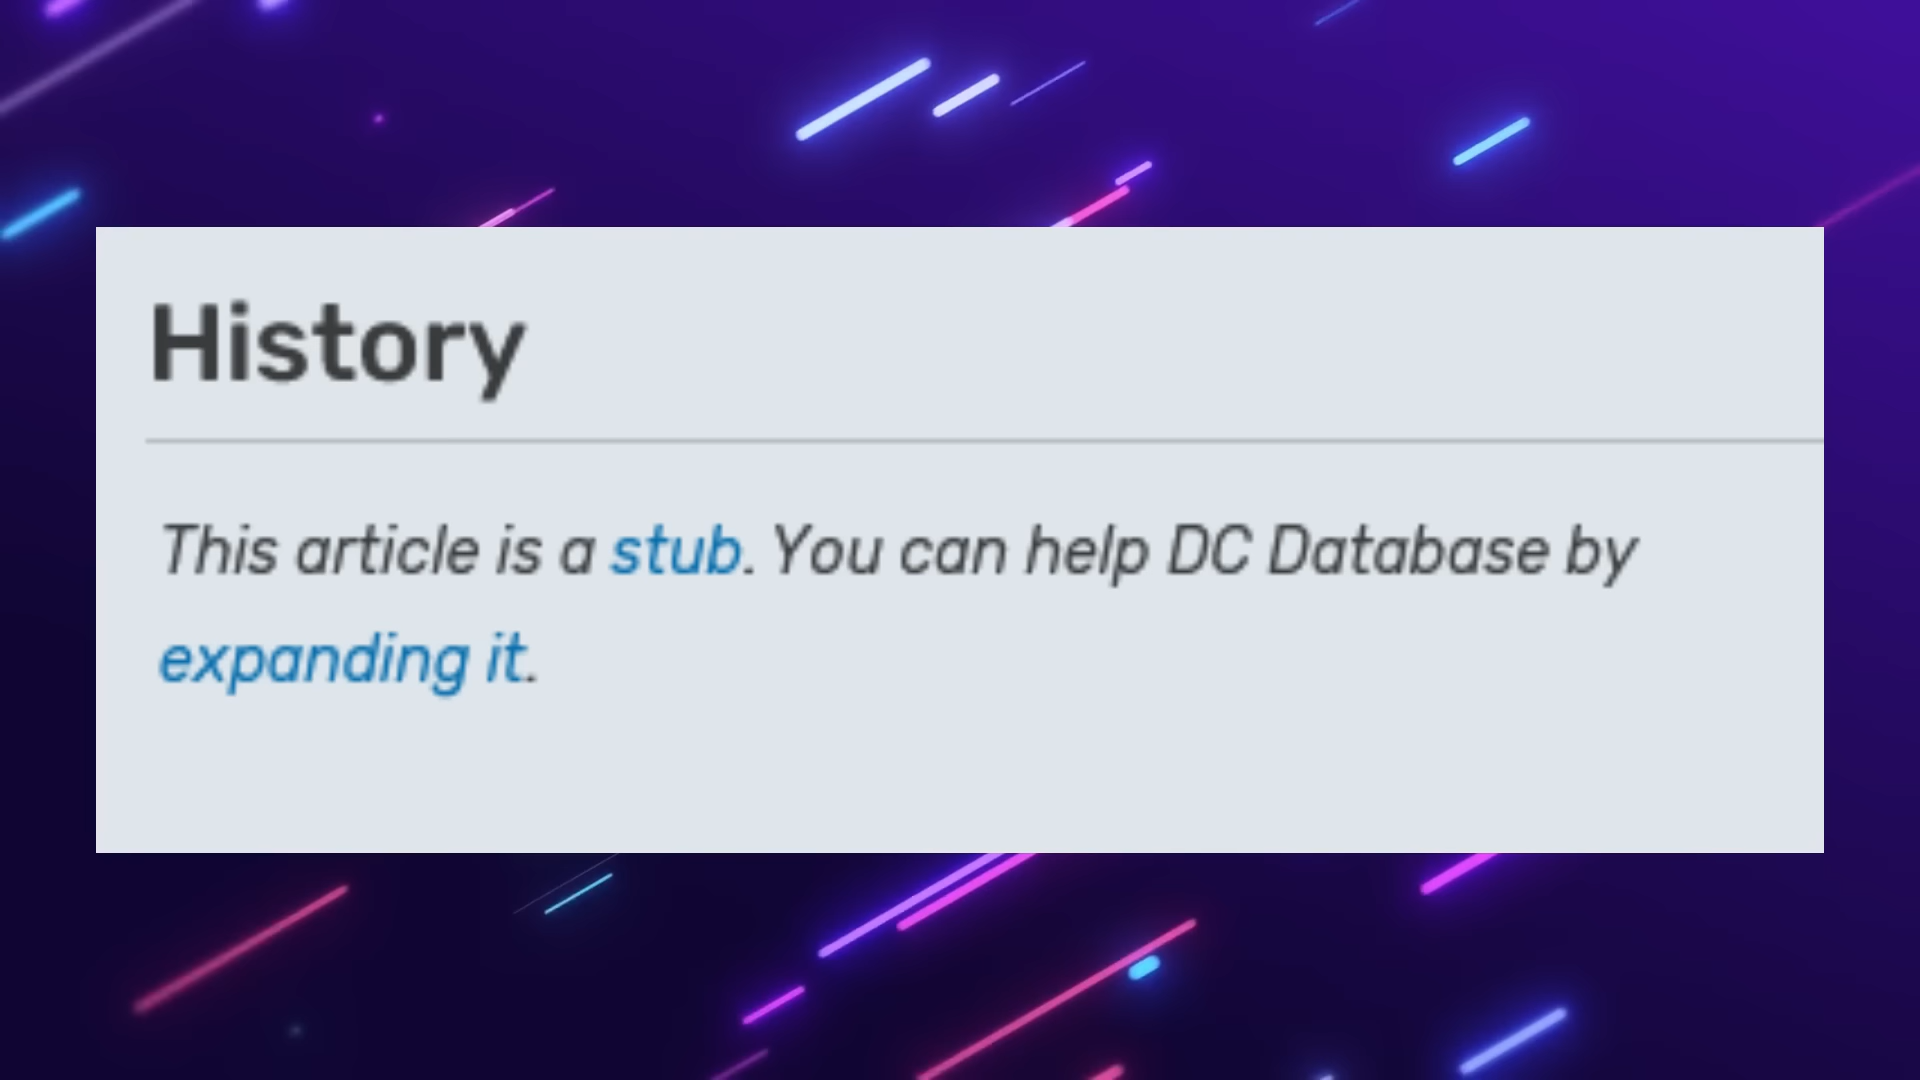 History
This article is a stub. You can help DC Database by
expanding it.